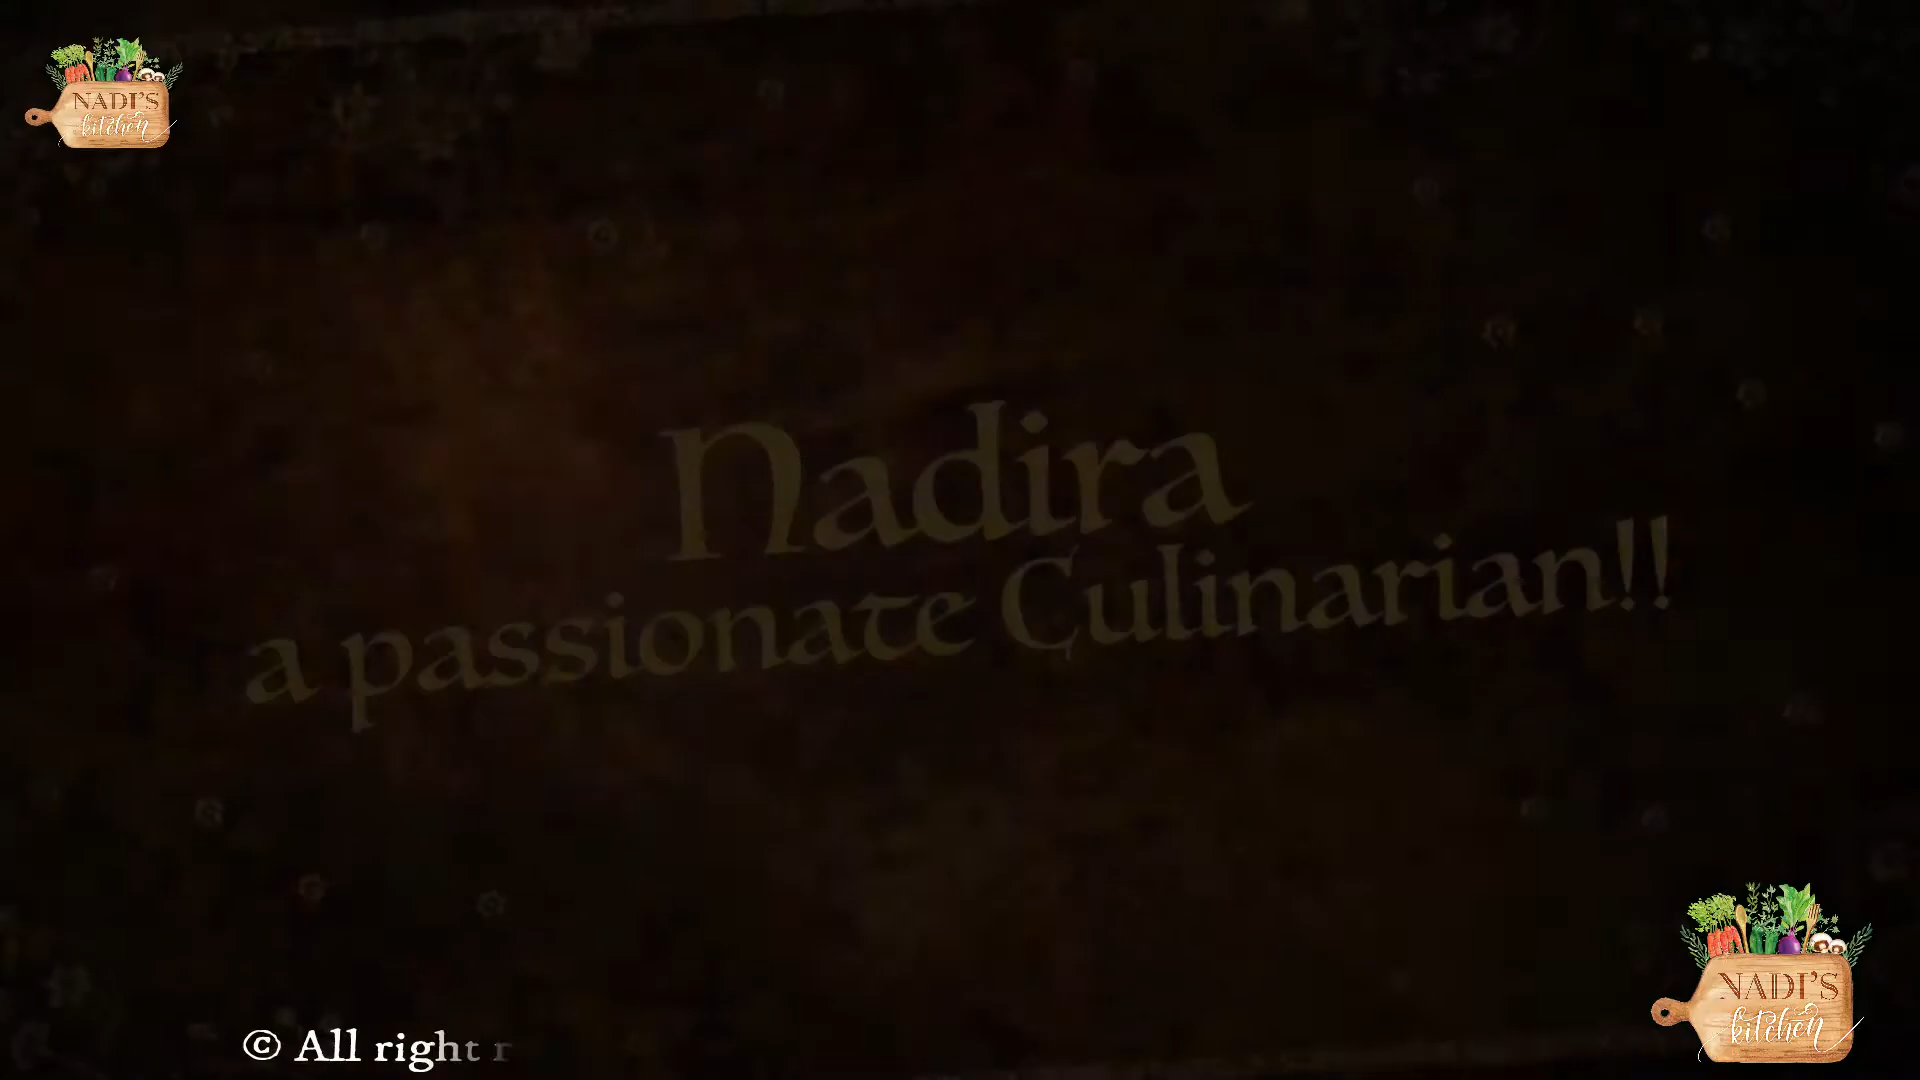 NADI'S
kitchen
Nadira
a passionate Culinarian!!
© All right r
NADI'S
kitchen